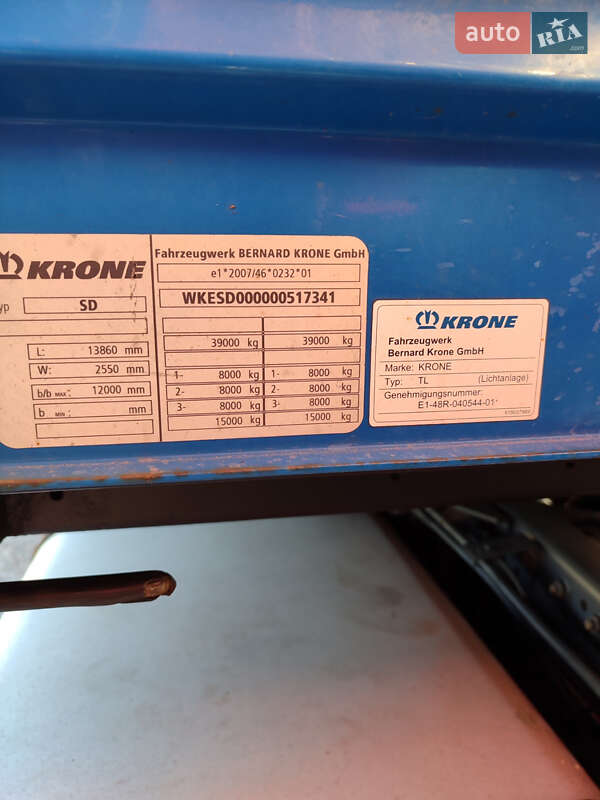 auto RIA .com
KRONE
SD
L: 13860 mm
W: 2550 mm
b/b MAX.: 12000 mm
b MIN.: mm
Fahrzeugwerk BERNARD KRONE GmbH
e1*2007/46*0232*01
WKESD000000517341
39000 kg 39000 kg
1- 8000 kg 1- 8000 kg
2- 8000 kg 2- 8000 kg
3- 8000 kg 3- 8000 kg
15000 kg 15000 kg
KRONE
Fahrzeugwerk
Bernard Krone GmbH
Marke: KRONE
Typ: TL (Lichtanlage)
Genehmigungsnummer:
E1-48R-040544-01*